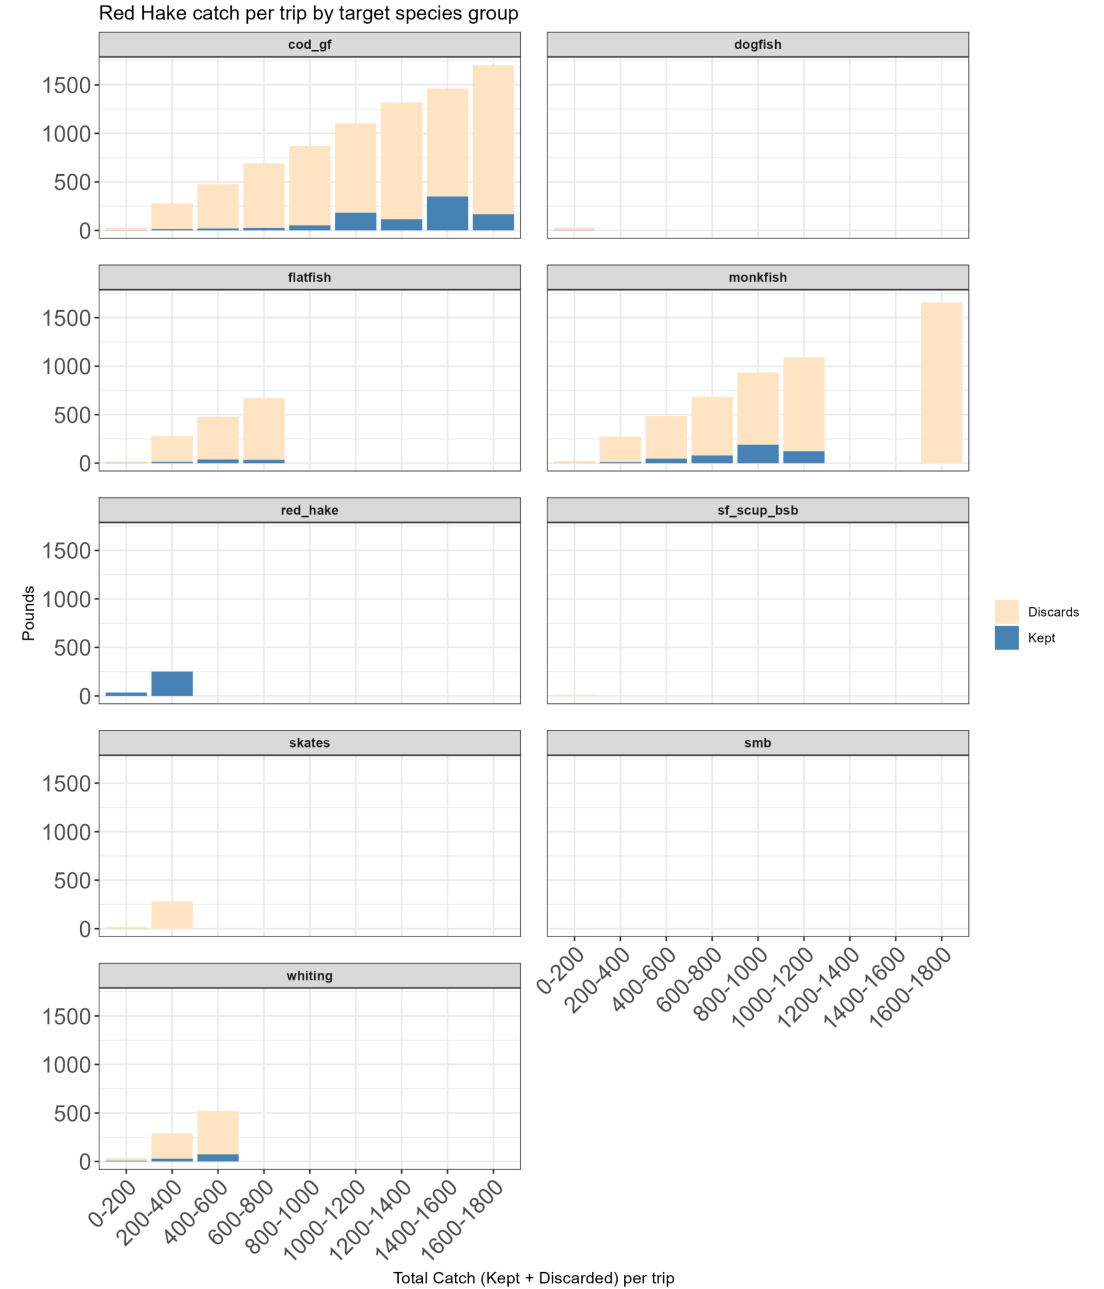 Red Hake catch per trip by target species group
cod_gf
dogfish
1500
1000
500
0
flatfish
monkfish
1500
1000
500
0
red_hake
sf_scup_bsb
1500
1000
500
0
Pounds
Discards
Kept
skates
smb
1500
1000
500
0
0-200
200-400
400-600
600-800
800-1000
1000-1200
1200-1400
1400-1600
1600-1800
whiting
1500
1000
500
0
0-200
200-400
400-600
600-800
800-1000
1000-1200
1200-1400
1400-1600
1600-1800
Total Catch (Kept + Discarded) per trip